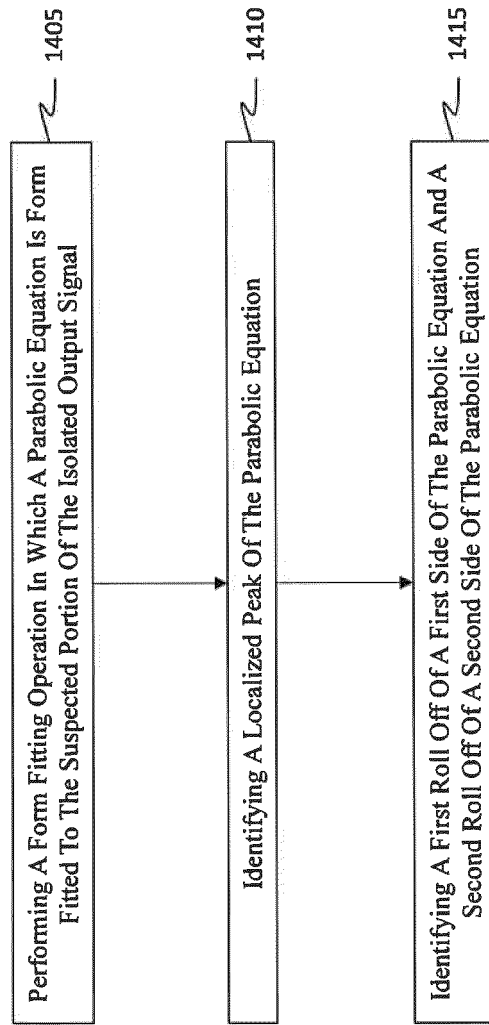 Performing A Form Fitting Operation In Which A Parabolic Equation Is Form
Fitted To The Suspected Portion Of The Isolated Output Signal
1405
Identifying A Localized Peak Of The Parabolic Equation
1410
Identifying A First Roll Off Of A First Side Of The Parabolic Equation And A
Second Roll Off Of A Second Side Of The Parabolic Equation
1415